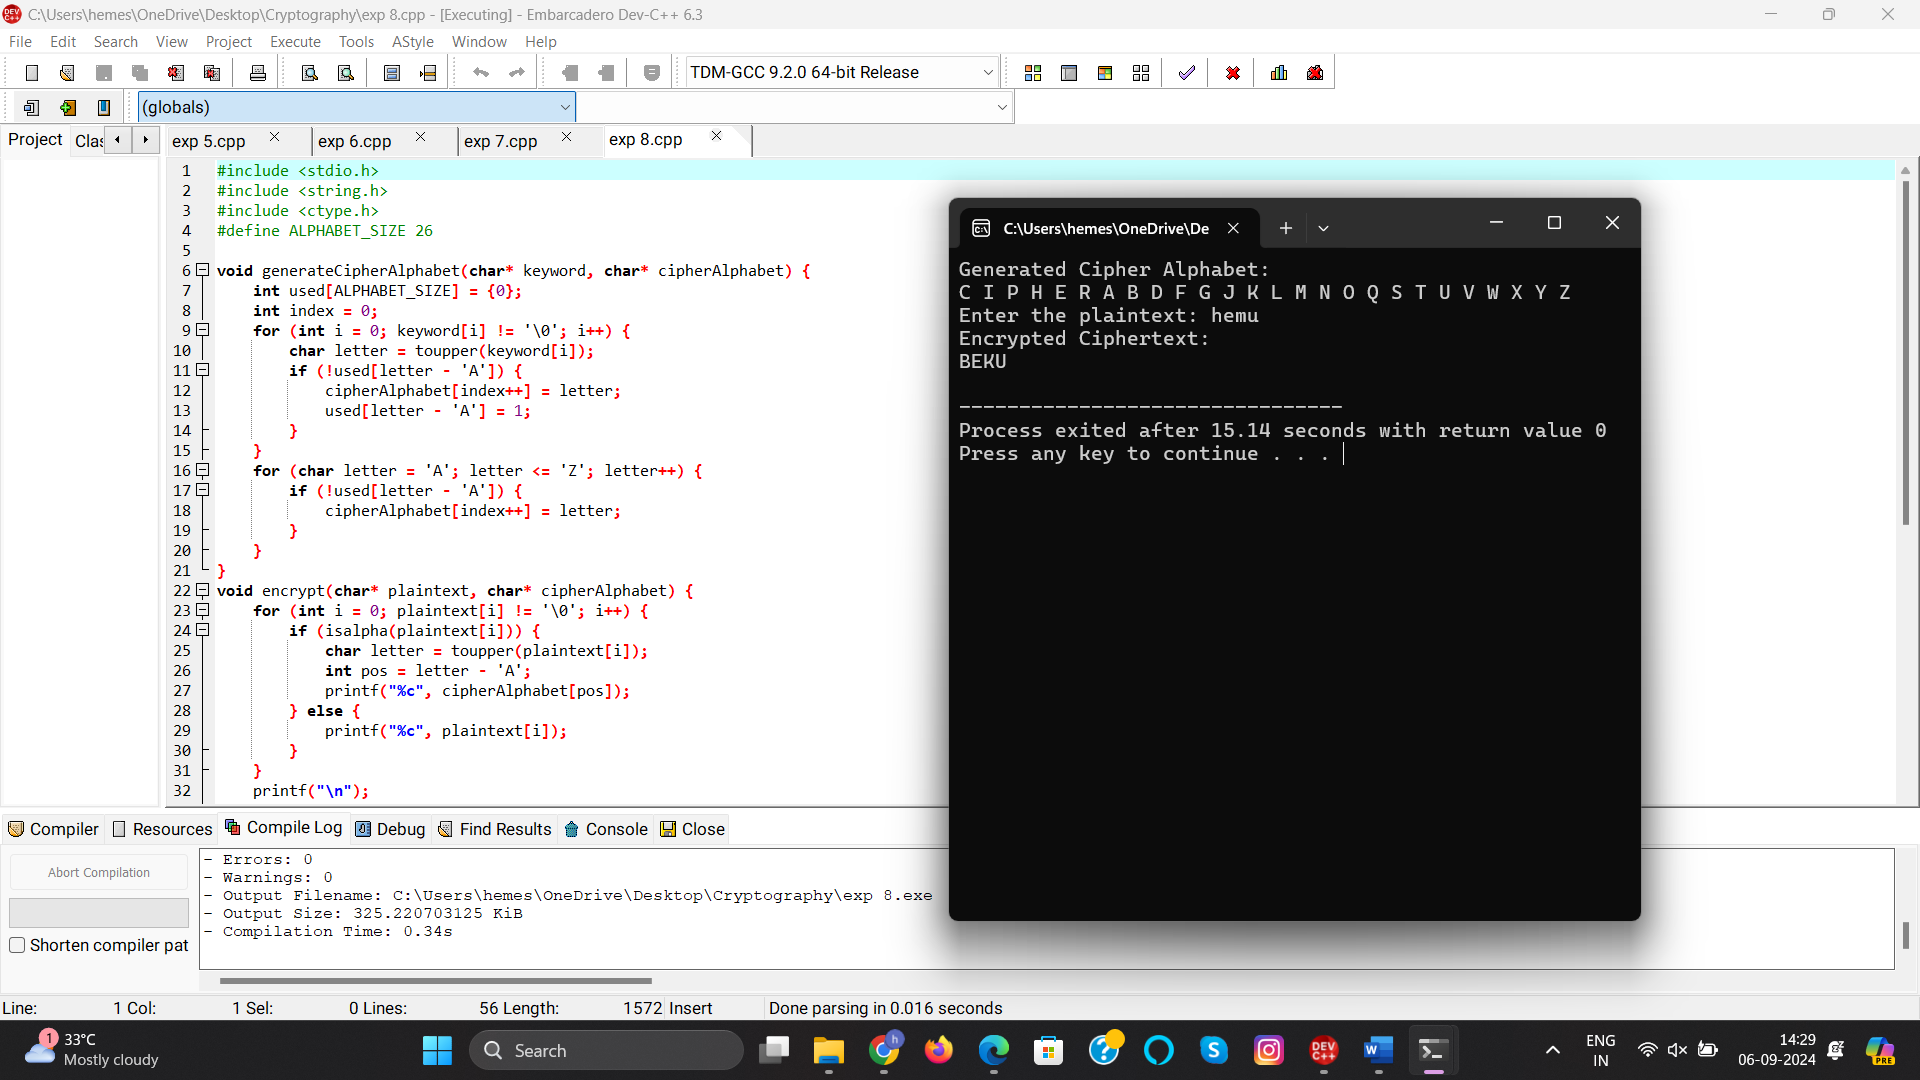 C:\Users\hemes\OneDrive\Desktop\Cryptography\exp 8.cpp - [Executing] - Embarcadero Dev-C++ 6.3
File Edit Search View Project Execute Tools AStyle Window Help
TDM-GCC 9.2.0 64-bit Release
(globals)
Project Clas exp 5.cpp exp 6.cpp exp 7.cpp exp 8.cpp
1 #include <stdio.h>
2 #include <string.h>
3 #include <ctype.h>
4 #define ALPHABET_SIZE 26
5
6 void generateCipherAlphabet(char* keyword, char* cipherAlphabet) {
7 int used[ALPHABET_SIZE] = {0};
8 int index = 0;
9 for (int i = 0; keyword[i] != '\0'; i++) {
10 char letter = toupper(keyword[i]);
11 if (!used[letter - 'A']) {
12 cipherAlphabet[index++] = letter;
13 used[letter - 'A'] = 1;
14 }
15 }
16 for (char letter = 'A'; letter <= 'Z'; letter++) {
17 if (!used[letter - 'A']) {
18 cipherAlphabet[index++] = letter;
19 }
20 }
21 }
22 void encrypt(char* plaintext, char* cipherAlphabet) {
23 for (int i = 0; plaintext[i] != '\0'; i++) {
24 if (isalpha(plaintext[i])) {
25 char letter = toupper(plaintext[i]);
26 int pos = letter - 'A';
27 printf("%c", cipherAlphabet[pos]);
28 } else {
29 printf("%c", plaintext[i]);
30 }
31 }
32 printf("\n");
C:\Users\hemes\OneDrive\De
Generated Cipher Alphabet:
C I P H E R A B D F G J K L M N O Q S T U V W X Y Z
Enter the plaintext: hemu
Encrypted Ciphertext:
BEKU
--------------------------------
Process exited after 15.14 seconds with return value 0
Press any key to continue . . .
Compiler Resources Compile Log Debug Find Results Console Close
Abort Compilation
Shorten compiler pat
- Errors: 0
- Warnings: 0
- Output Filename: C:\Users\hemes\OneDrive\Desktop\Cryptography\exp 8.exe
- Output Size: 325.220703125 KiB
- Compilation Time: 0.34s
Line: 1 Col: 1 Sel: 0 Lines: 56 Length: 1572 Insert Done parsing in 0.016 seconds
1
33°C
Mostly cloudy
Search
h
DEV C++
W
PRE
ENG
IN
14:29
06-09-2024